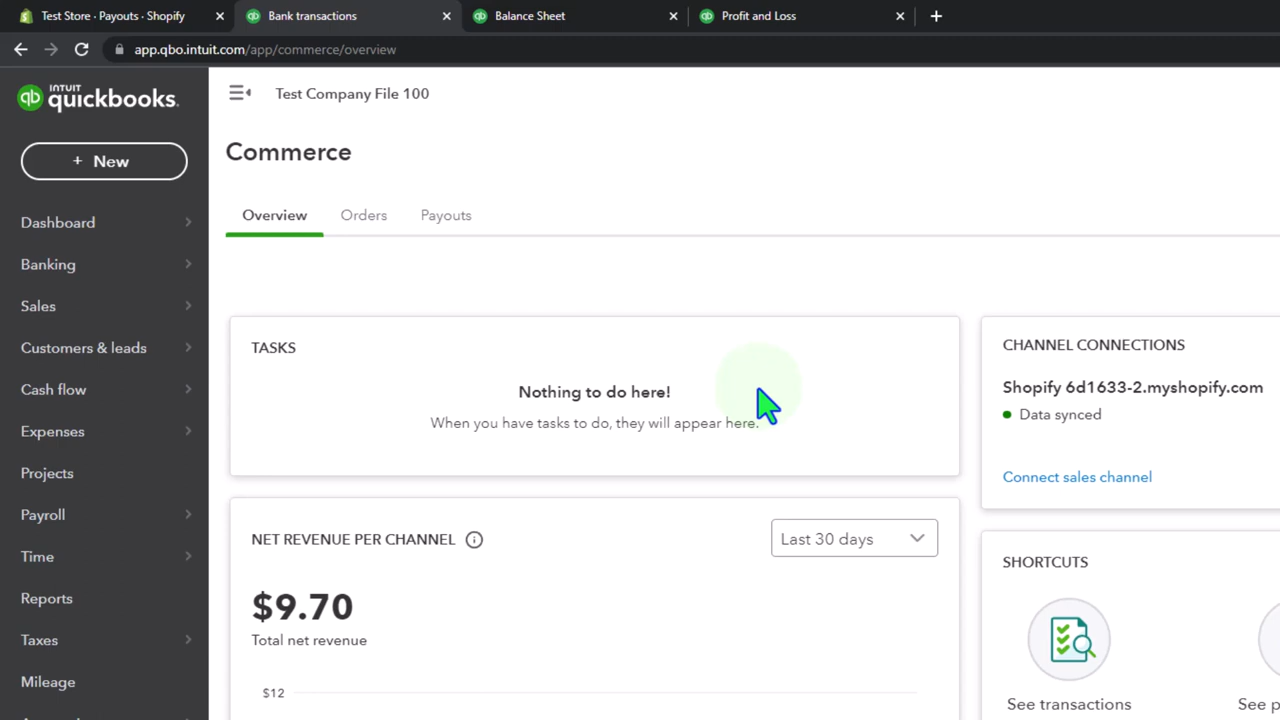 Test Store - Payouts · Shopify
Bank transactions
Balance Sheet
Profit and Loss
app.qbo.intuit.com/app/commerce/overview
INTUIT
qb quickbooks.
Test Company File 100
+ New
Commerce
Overview Orders Payouts
Dashboard
Banking
Sales
Customers & leads
Cash flow
Expenses
Projects
Payroll
Time
Reports
Taxes
Mileage
TASKS
Nothing to do here!
When you have tasks to do, they will appear here.
CHANNEL CONNECTIONS
Shopify 6d1633-2.myshopify.com
Data synced
Connect sales channel
NET REVENUE PER CHANNEL
Last 30 days
$9.70
Total net revenue
$12
SHORTCUTS
See transactions
See p